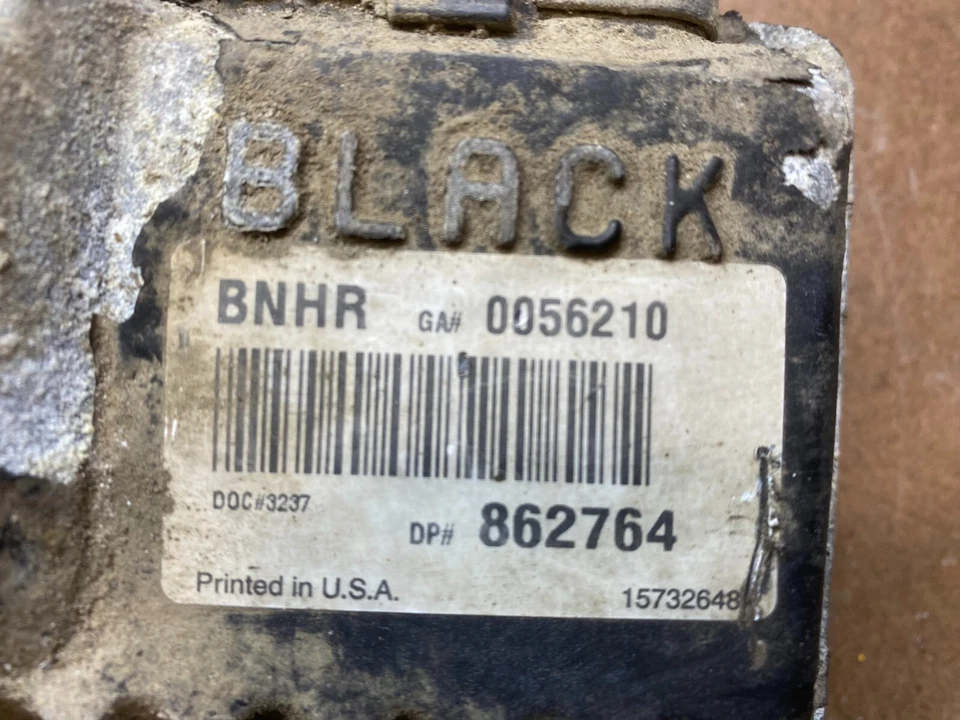 BLACK
BNHR GA# 0056210
DOC#3237
DP# 862764
Printed in U.S.A. 15732648